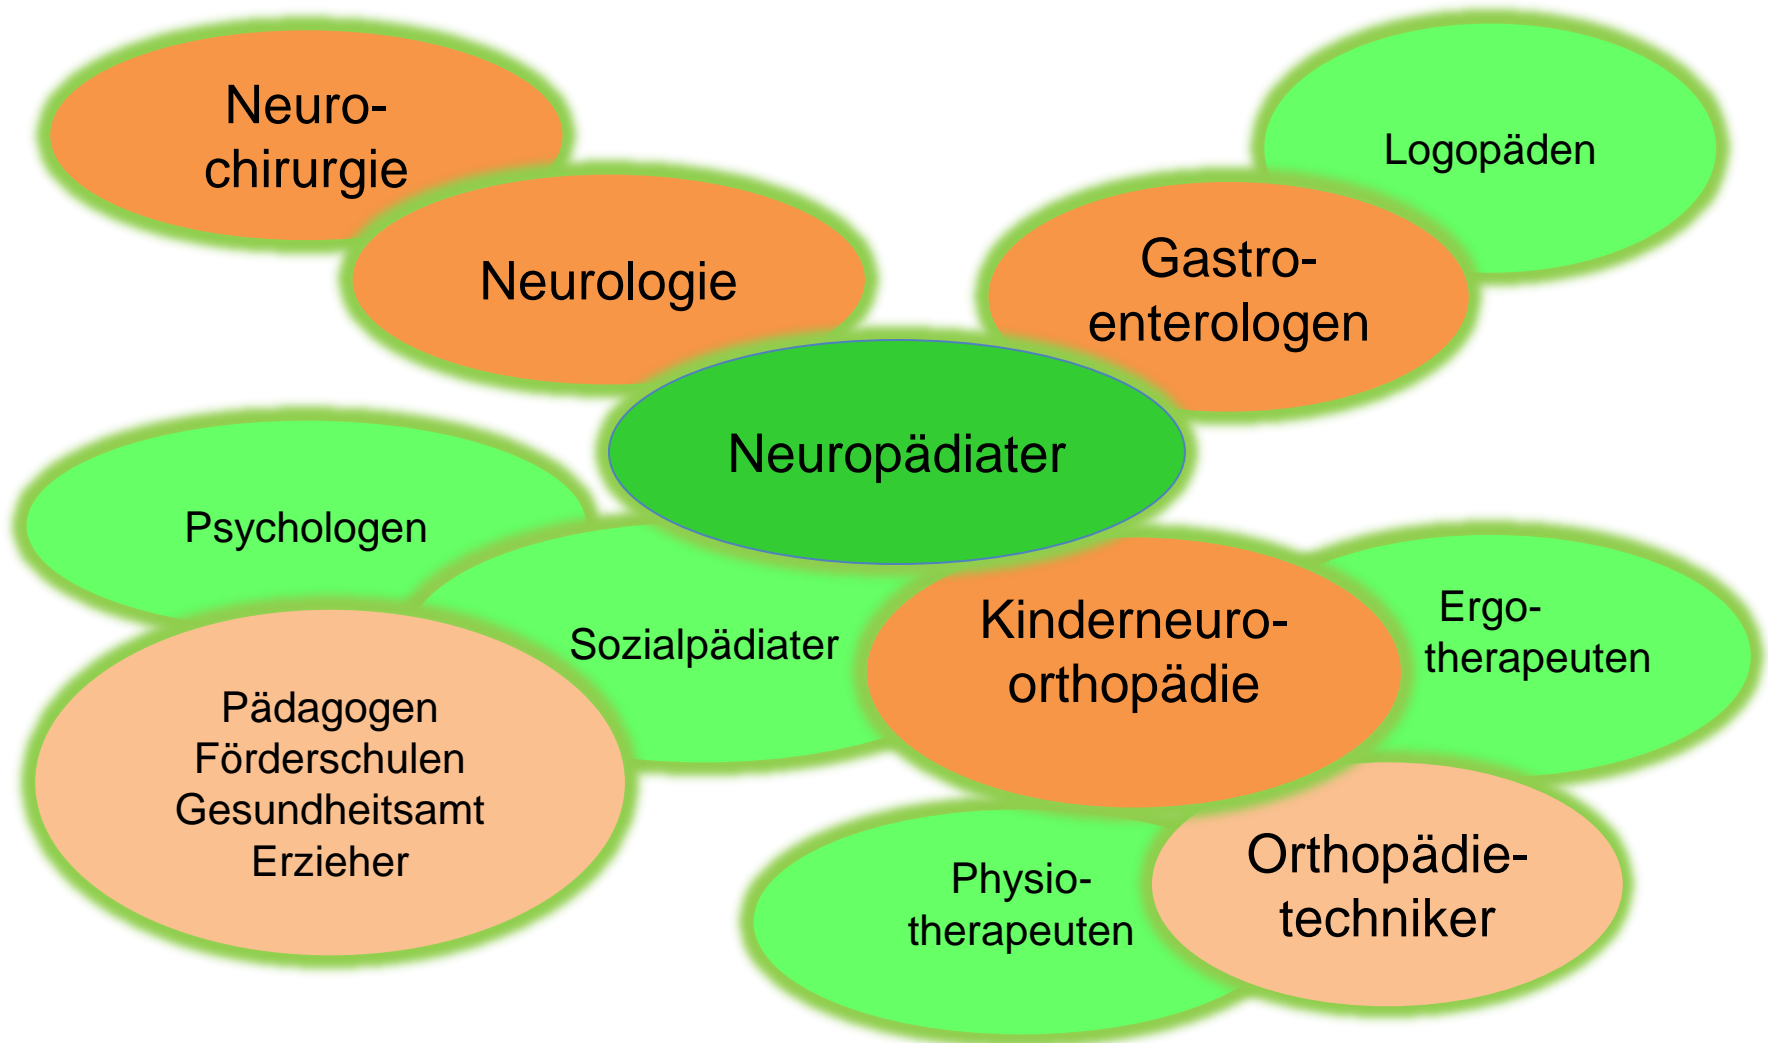 Neuro-
chirurgie
Logopäden
Neurologie
Gastro-
enterologen
Neuropädiater
Psychologen
Sozialpädiater
Kinderneuro-
orthopädie
Ergo-
therapeuten
Pädagogen
Förderschulen
Gesundheitsamt
Erzieher
Physio-
therapeuten
Orthopädie-
techniker